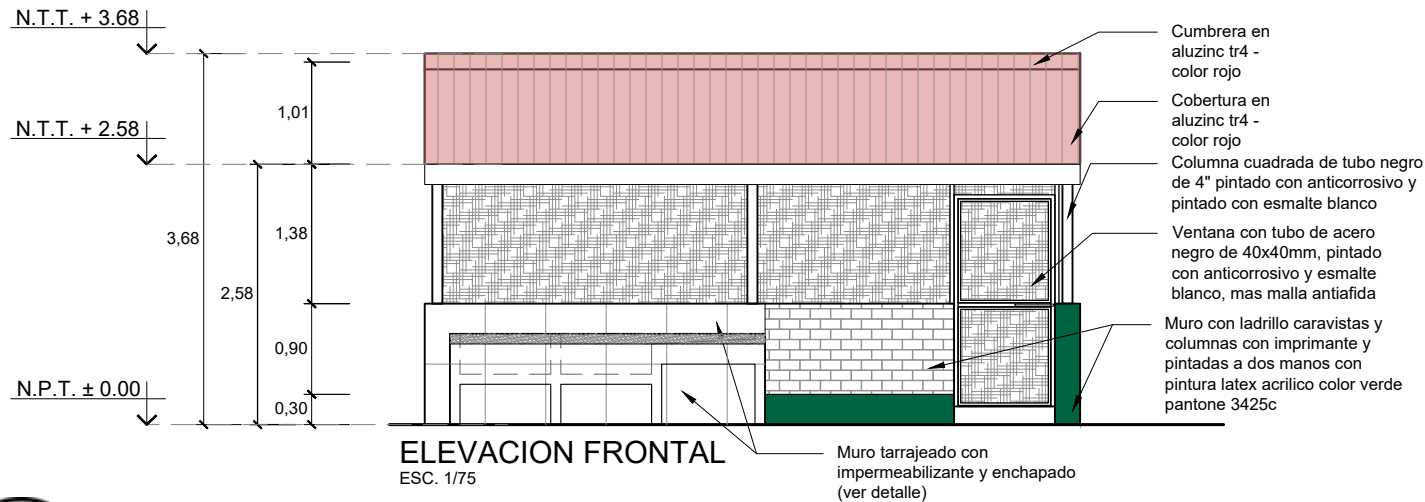 N.T.T. + 3.68
N.T.T. + 2.58
N.P.T. ± 0.00
3,68
2,58
1,01
1,38
0,90
0,30
Cumbrera en
aluzinc tr4 -
color rojo
Cobertura en
aluzinc tr4 -
color rojo
Columna cuadrada de tubo negro
de 4" pintado con anticorrosivo y
pintado con esmalte blanco
Ventana con tubo de acero
negro de 40x40mm, pintado
con anticorrosivo y esmalte
blanco, mas malla antiafida
Muro con ladrillo caravistas y
columnas con imprimante y
pintadas a dos manos con
pintura latex acrilico color verde
pantone 3425c
ELEVACION FRONTAL
ESC. 1/75
Muro tarrajeado con
impermeabilizante y enchapado
(ver detalle)